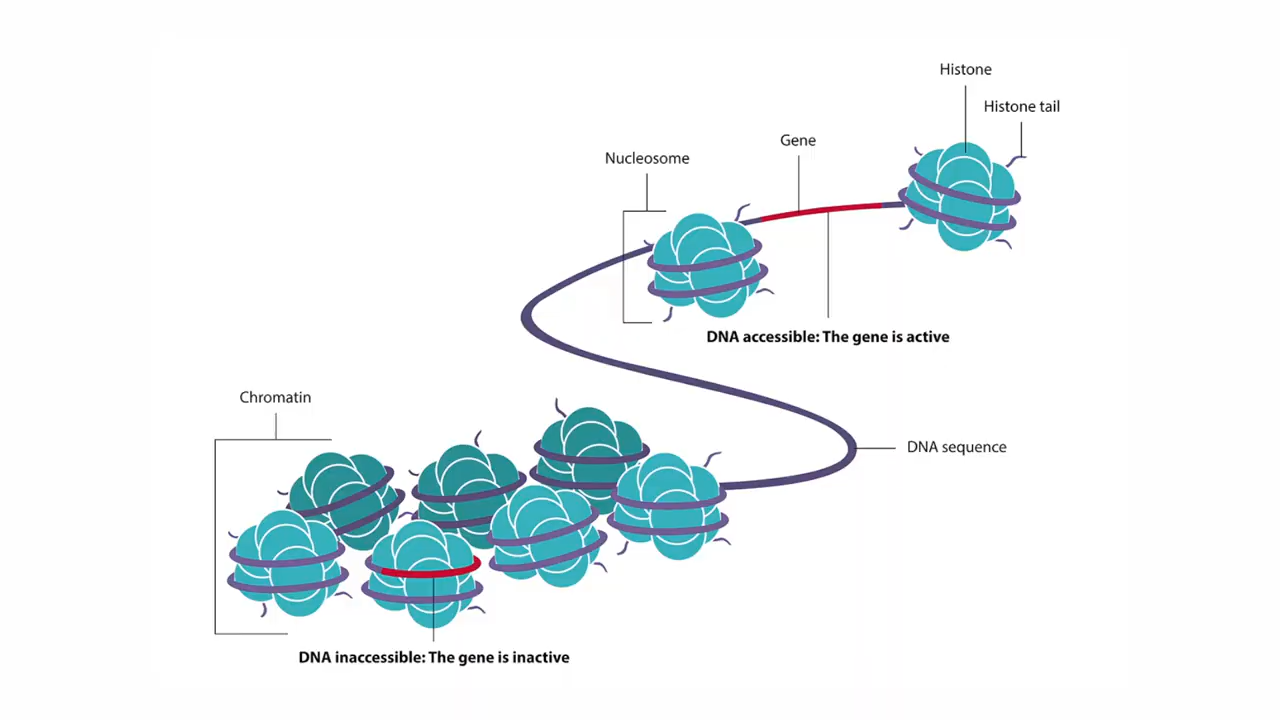 Histone
Histone tail
Gene
Nucleosome
DNA accessible: The gene is active
Chromatin
DNA sequence
DNA inaccessible: The gene is inactive